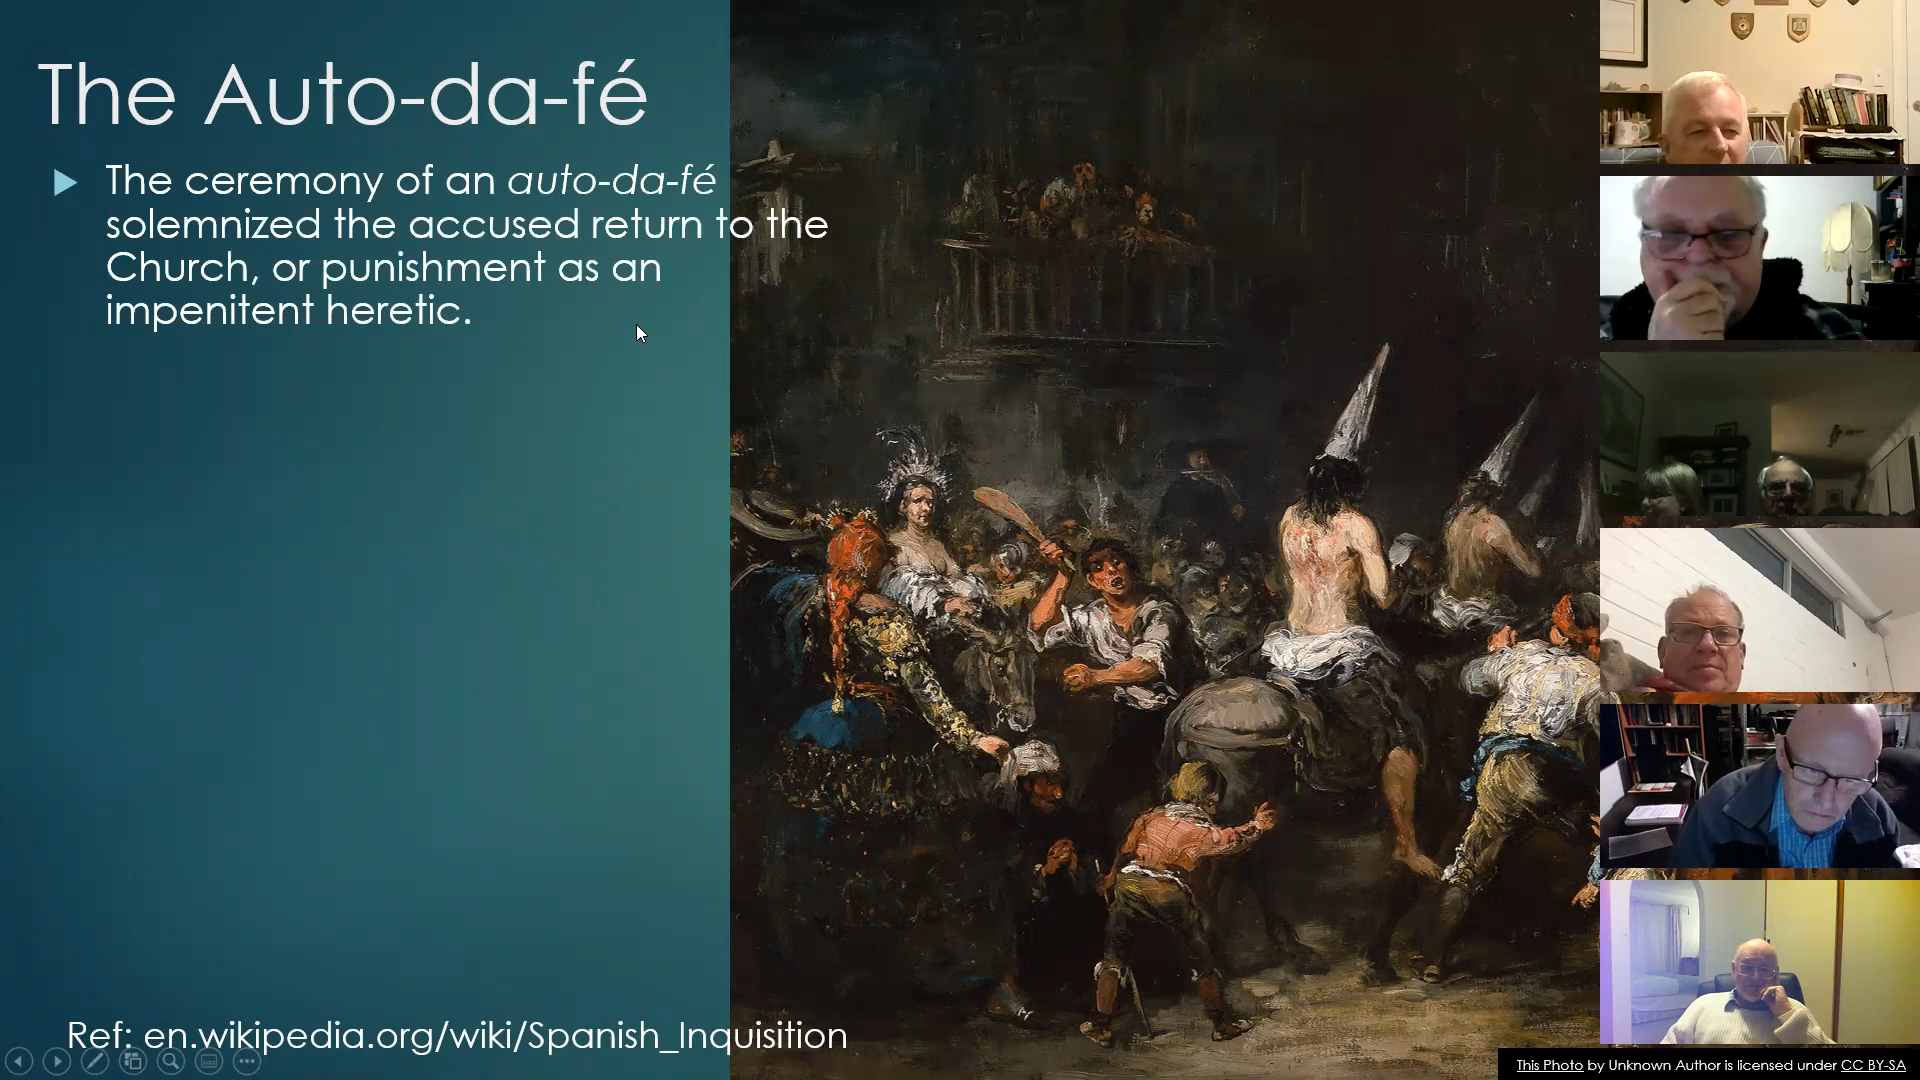 The Auto-da-fé
The ceremony of an auto-da-fé
solemnized the accused return to the
Church, or punishment as an
impenitent heretic.
Ref: en.wikipedia.org/wiki/Spanish_Inquisition
This Photo by Unknown Author is licensed under CC BY-SA